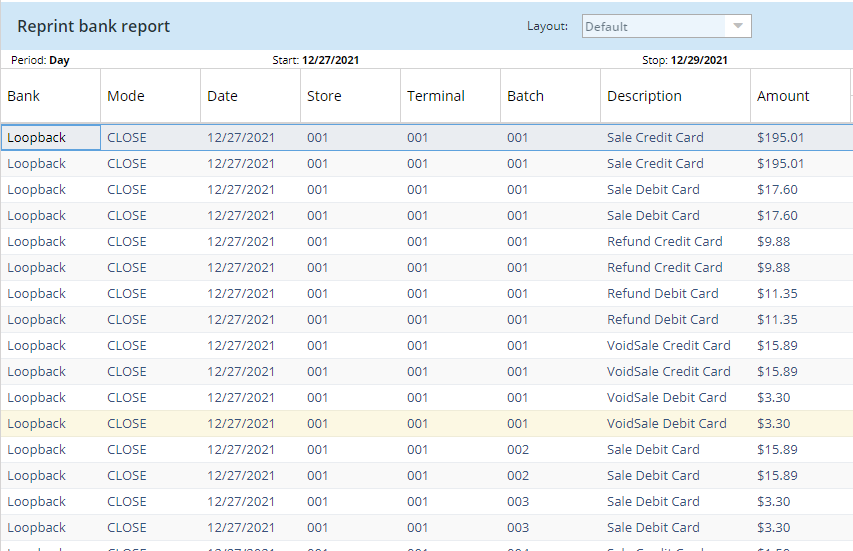 Reprint bank report Layout: Default
Period: Day Start: 12/27/2021 Stop: 12/29/2021
Bank Mode Date Store Terminal Batch Description Amount
Loopback CLOSE 12/27/2021 001 001 001 Sale Credit Card $195.01
Loopback CLOSE 12/27/2021 001 001 001 Sale Credit Card $195.01
Loopback CLOSE 12/27/2021 001 001 001 Sale Debit Card $17.60
Loopback CLOSE 12/27/2021 001 001 001 Sale Debit Card $17.60
Loopback CLOSE 12/27/2021 001 001 001 Refund Credit Card $9.88
Loopback CLOSE 12/27/2021 001 001 001 Refund Credit Card $9.88
Loopback CLOSE 12/27/2021 001 001 001 Refund Debit Card $11.35
Loopback CLOSE 12/27/2021 001 001 001 Refund Debit Card $11.35
Loopback CLOSE 12/27/2021 001 001 001 VoidSale Credit Card $15.89
Loopback CLOSE 12/27/2021 001 001 001 VoidSale Credit Card $15.89
Loopback CLOSE 12/27/2021 001 001 001 VoidSale Debit Card $3.30
Loopback CLOSE 12/27/2021 001 001 001 VoidSale Debit Card $3.30
Loopback CLOSE 12/27/2021 001 001 002 Sale Debit Card $15.89
Loopback CLOSE 12/27/2021 001 001 002 Sale Debit Card $15.89
Loopback CLOSE 12/27/2021 001 001 003 Sale Debit Card $3.30
Loopback CLOSE 12/27/2021 001 001 003 Sale Debit Card $3.30